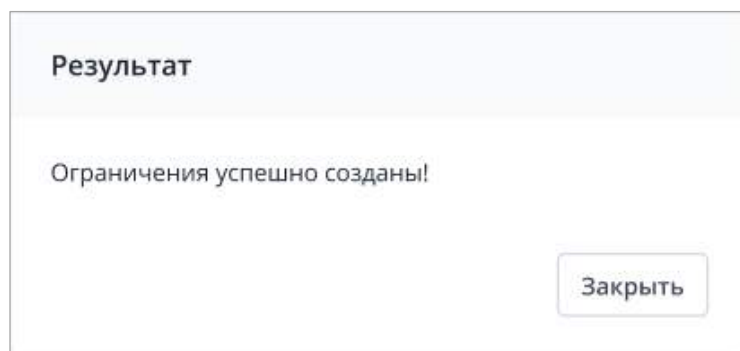 Результат
Ограничения успешно созданы!
Закрыть